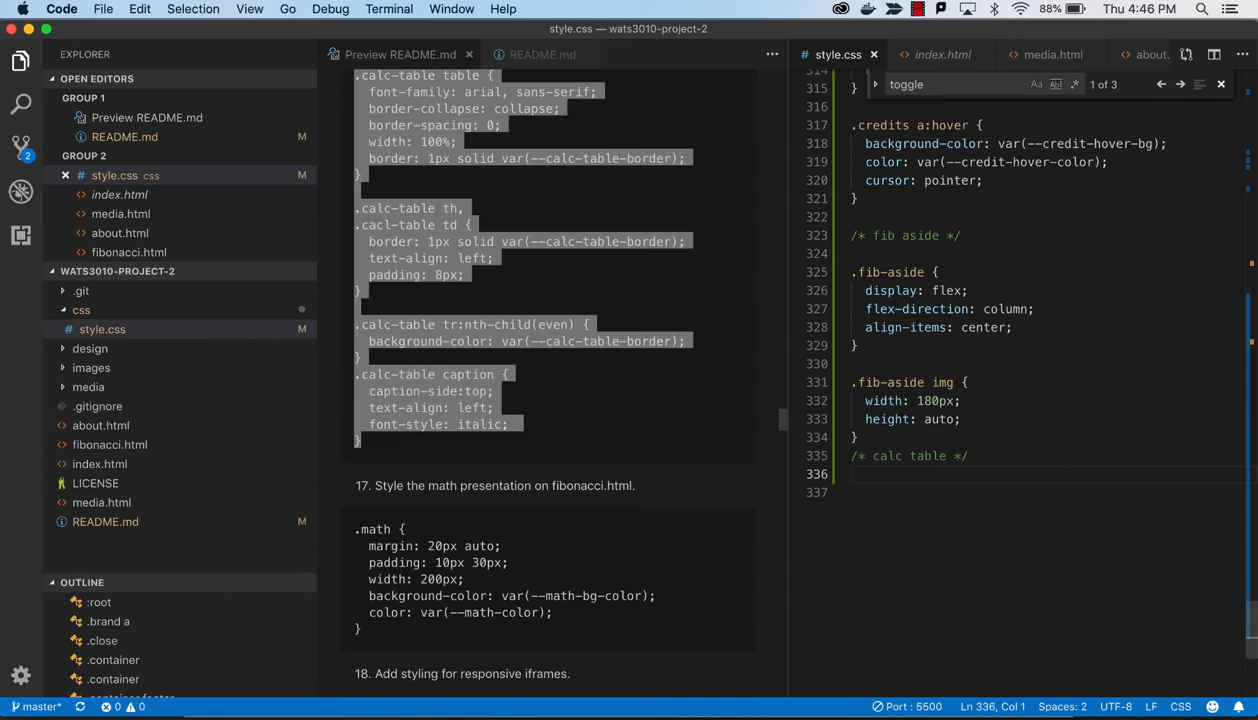 Code File Edit Selection View Go Debug Terminal Window Help 88% Thu 4:46 PM
style.css — wats3010-project-2
EXPLORER
OPEN EDITORS
GROUP 1
Preview README.md
README.md M
GROUP 2
style.css css M
index.html
media.html
about.html
fibonacci.html
WATS3010-PROJECT-2
.git
css
style.css M
design
images
media
.gitignore
about.html
fibonacci.html
index.html
LICENSE
media.html
README.md M
OUTLINE
:root
.brand a
.close
.container
.container
.container footer
Preview README.md
README.md
.calc-table table {
font-family: arial, sans-serif;
border-collapse: collapse;
border-spacing: 0;
width: 100%;
border: 1px solid var(--calc-table-border);
}
.calc-table th,
.cacl-table td {
border: 1px solid var(--calc-table-border);
text-align: left;
padding: 8px;
}
.calc-table tr:nth-child(even) {
background-color: var(--calc-table-border);
}
.calc-table caption {
caption-side:top;
text-align: left;
font-style: italic;
}
17. Style the math presentation on fibonacci.html.
.math {
margin: 20px auto;
padding: 10px 30px;
width: 200px;
background-color: var(--math-bg-color);
color: var(--math-color);
}
18. Add styling for responsive iframes.
style.css index.html media.html about.
toggle Aa Abl .* 1 of 3
314
315 }
316
317 .credits a:hover {
318 background-color: var(--credit-hover-bg);
319 color: var(--credit-hover-color);
320 cursor: pointer;
321 }
322
323 /* fib aside */
324
325 .fib-aside {
326 display: flex;
327 flex-direction: column;
328 align-items: center;
329 }
330
331 .fib-aside img {
332 width: 180px;
333 height: auto;
334 }
335 /* calc table */
336
337
2
master* 0 0 Port : 5500 Ln 336, Col 1 Spaces: 2 UTF-8 LF CSS